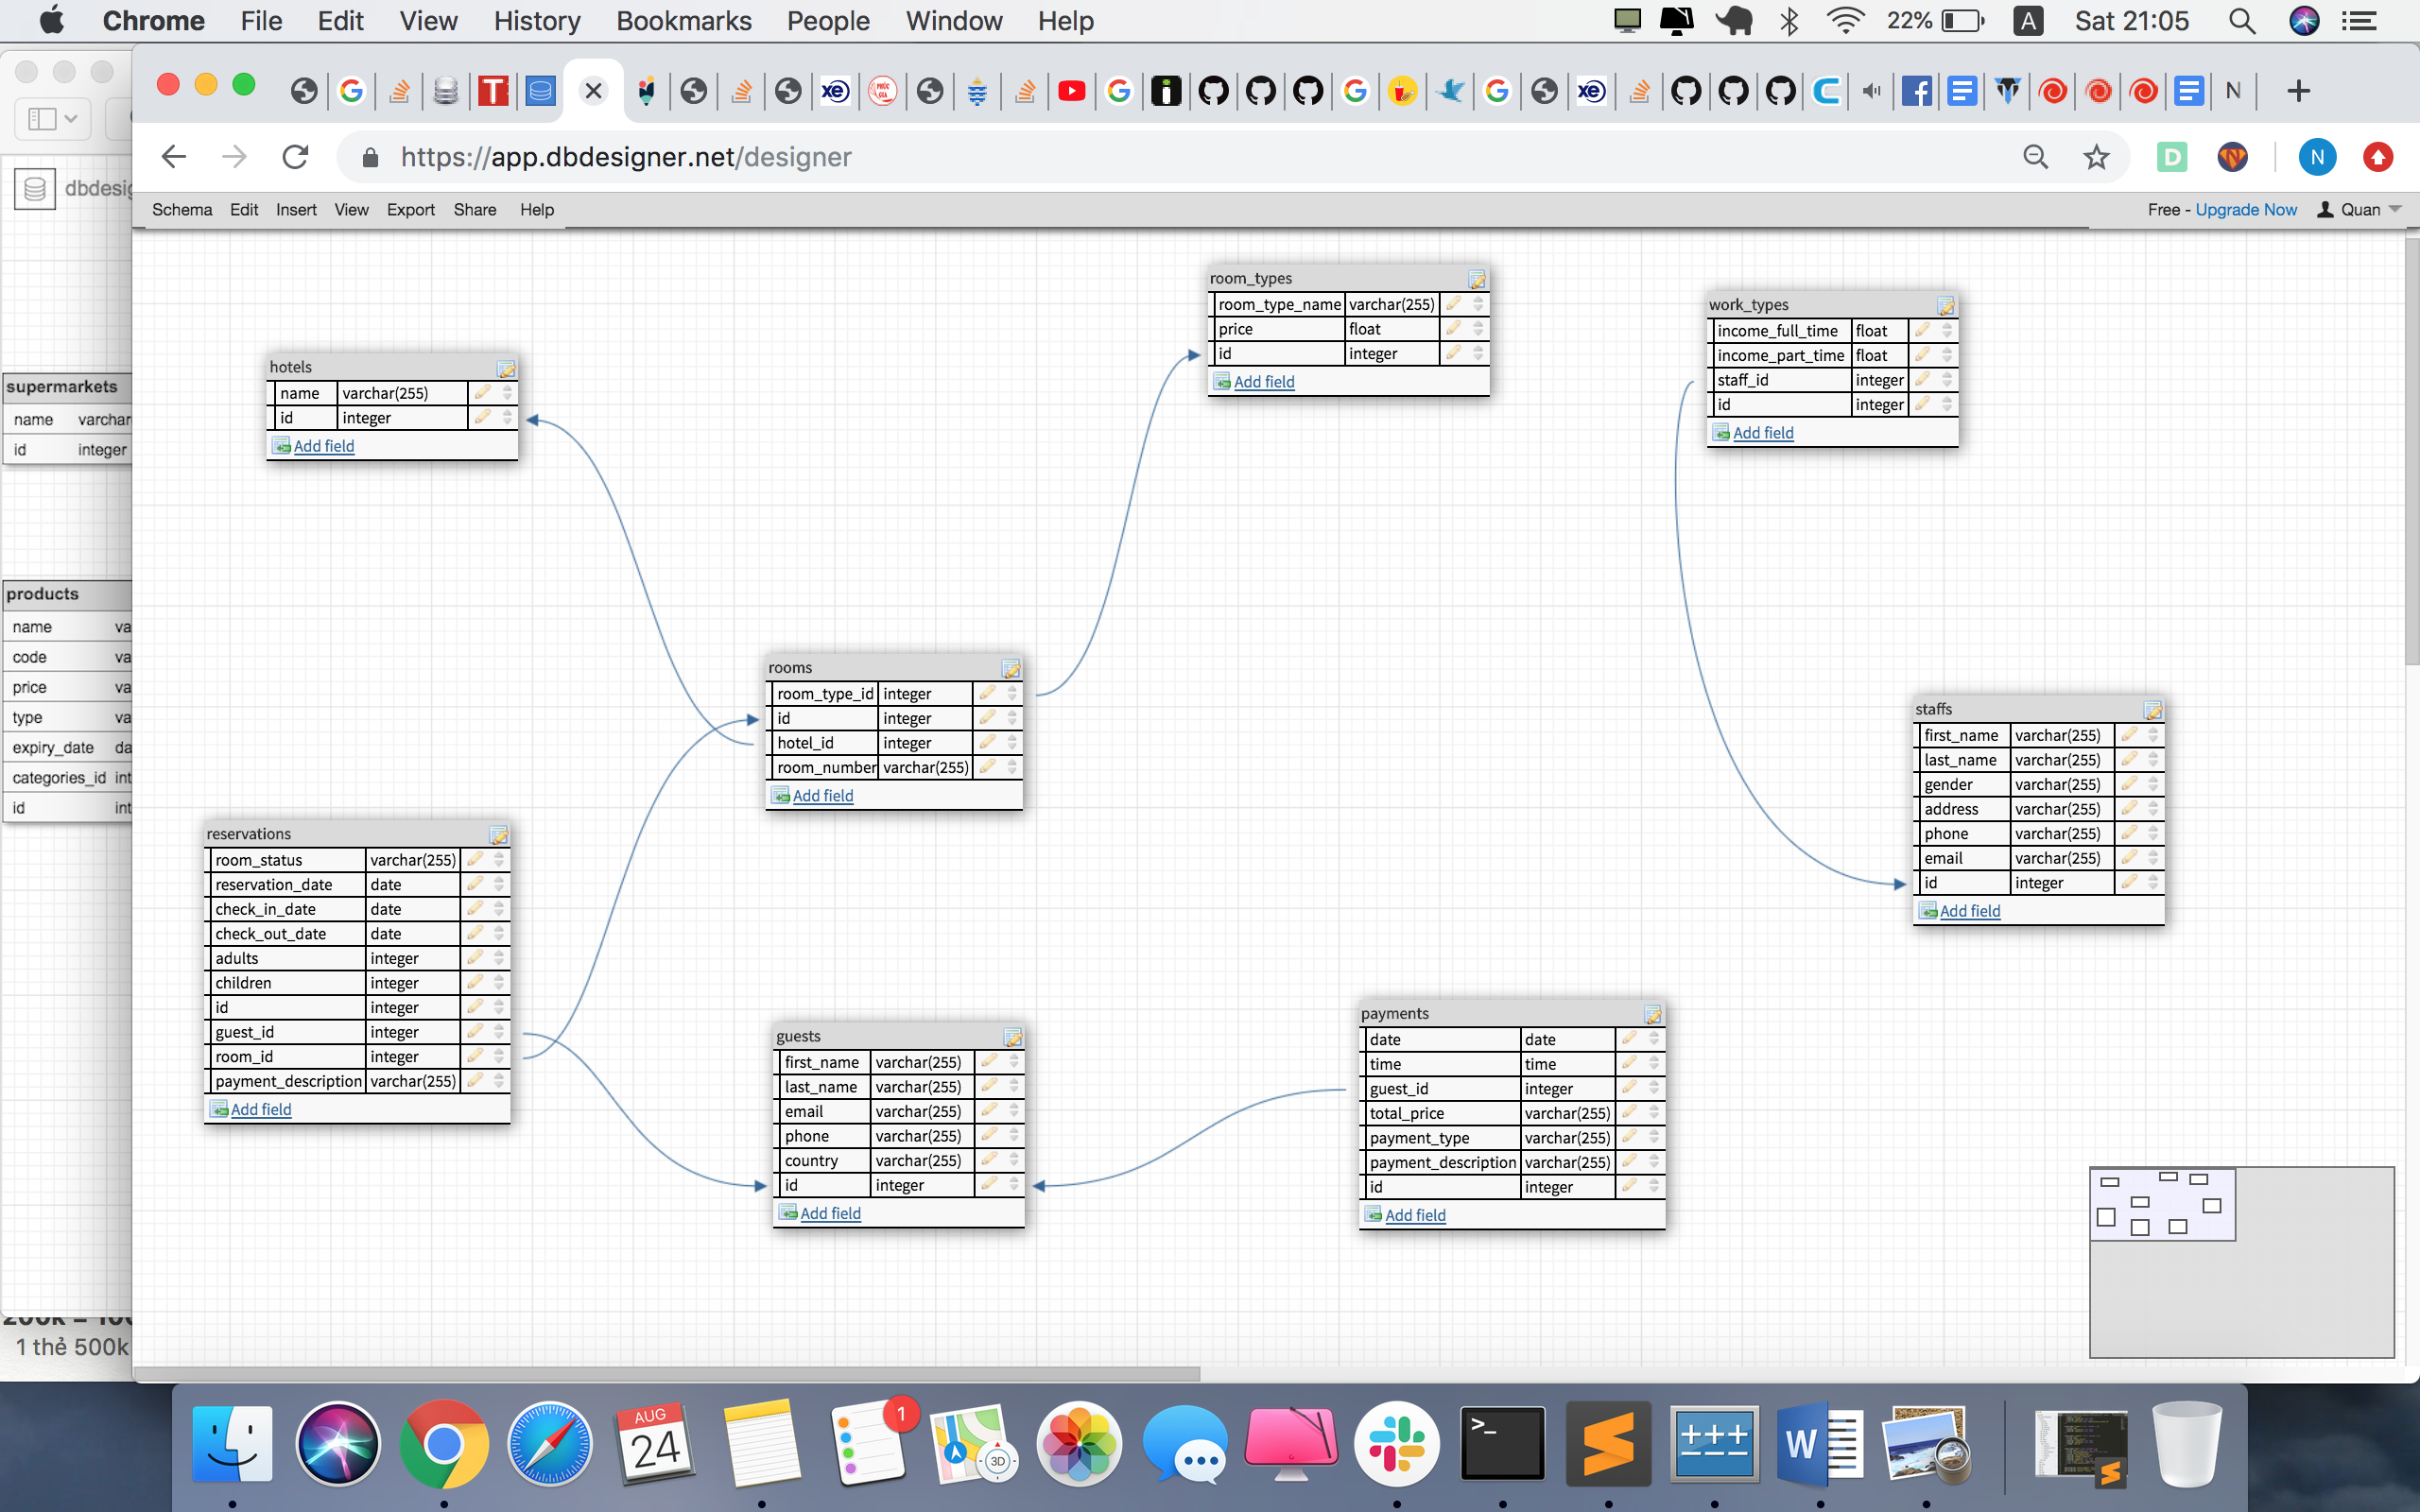 Chrome File Edit View History Bookmarks People Window Help 22% A Sat 21:05
https://app.dbdesigner.net/designer
Schema Edit Insert View Export Share Help Free - Upgrade Now Quan
hotels
name varchar(255)
id integer
Add field
room_types
room_type_name varchar(255)
price float
id integer
Add field
work_types
income_full_time float
income_part_time float
staff_id integer
id integer
Add field
rooms
room_type_id integer
id integer
hotel_id integer
room_number varchar(255)
Add field
staffs
first_name varchar(255)
last_name varchar(255)
gender varchar(255)
address varchar(255)
phone varchar(255)
email varchar(255)
id integer
Add field
reservations
room_status varchar(255)
reservation_date date
check_in_date date
check_out_date date
adults integer
children integer
id integer
guest_id integer
room_id integer
payment_description varchar(255)
Add field
guests
first_name varchar(255)
last_name varchar(255)
email varchar(255)
phone varchar(255)
country varchar(255)
id integer
Add field
payments
date date
time time
guest_id integer
total_price varchar(255)
payment_type varchar(255)
payment_description varchar(255)
id integer
Add field
dbdesig
supermarkets
name varchar
id integer
products
name va
code va
price va
type va
expiry_date da
categories_id int
id int
1 thẻ 500k
AUG
24
1
3D
W